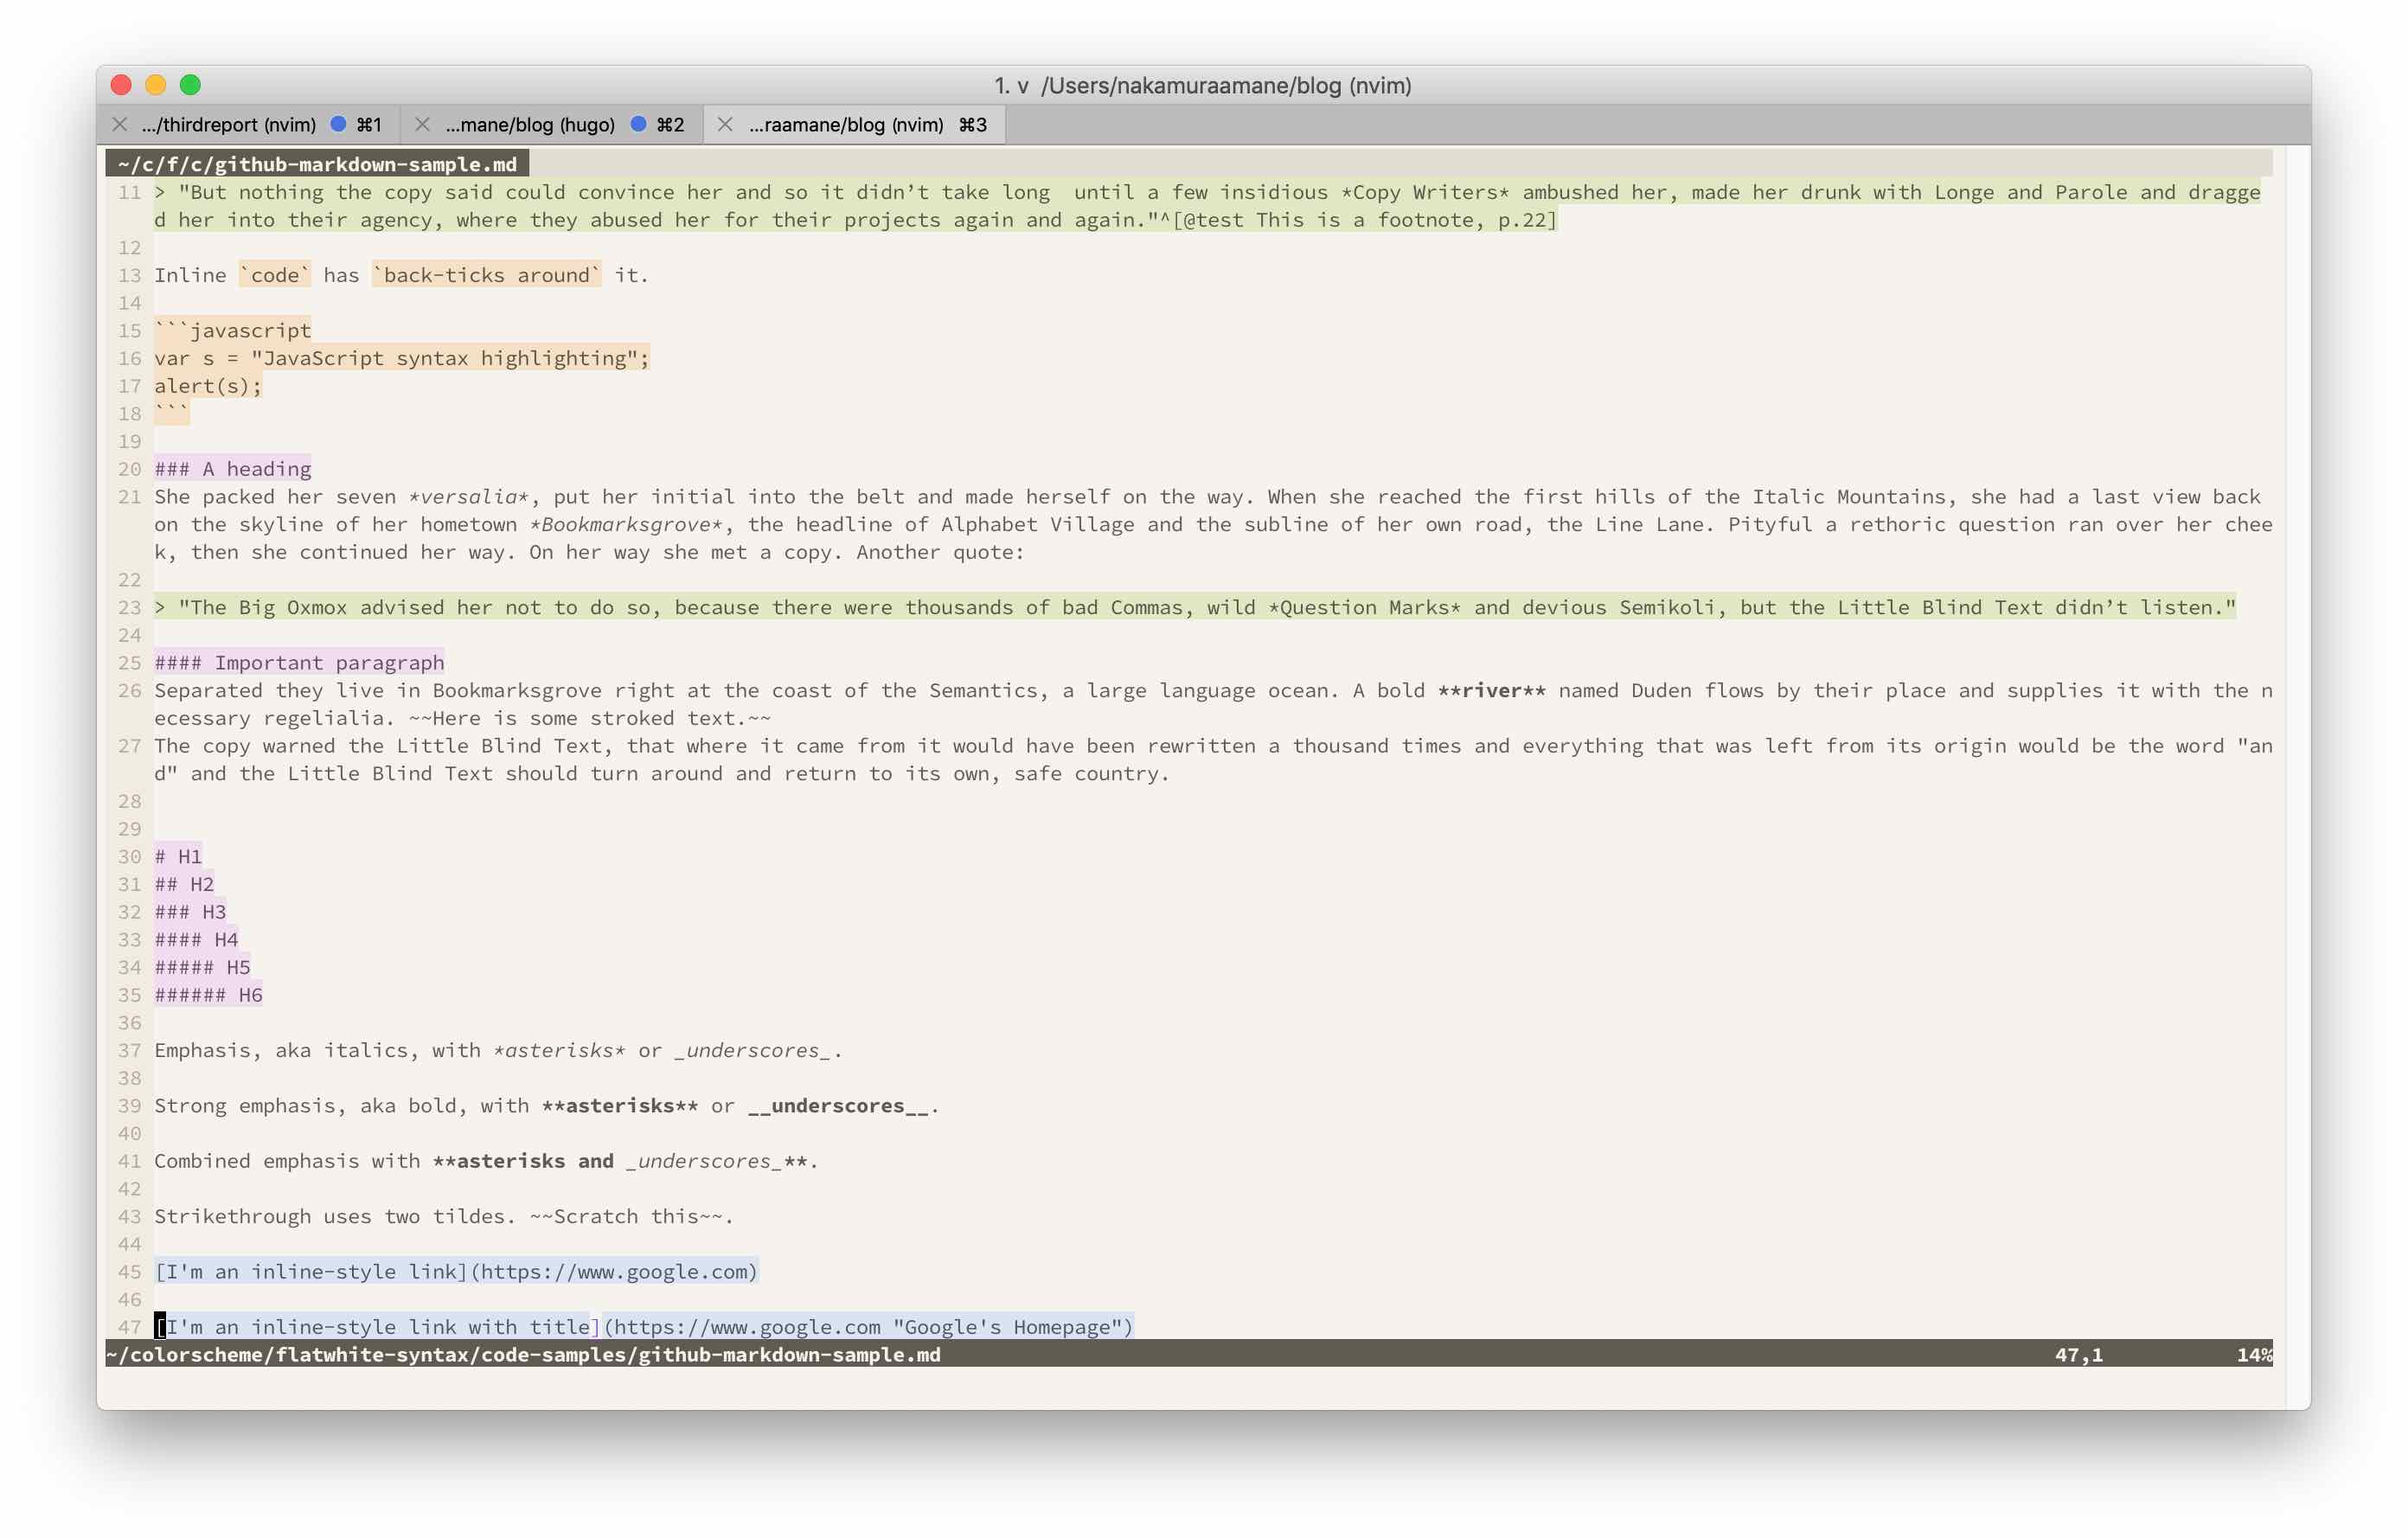 1. v /Users/nakamuraamane/blog (nvim)
.../thirdreport (nvim) ⌘1 ...mane/blog (hugo) ⌘2 ...raamane/blog (nvim) ⌘3
~/c/f/c/github-markdown-sample.md
11 > "But nothing the copy said could convince her and so it didn’t take long  until a few insidious *Copy Writers* ambushed her, made her drunk with Longe and Parole and dragge
d her into their agency, where they abused her for their projects again and again."^[@test This is a footnote, p.22]
12
13 Inline `code` has `back-ticks around` it.
14
15 ```javascript
16 var s = "JavaScript syntax highlighting";
17 alert(s);
18 ```
19
20 ### A heading
21 She packed her seven *versalia*, put her initial into the belt and made herself on the way. When she reached the first hills of the Italic Mountains, she had a last view back
on the skyline of her hometown *Bookmarksgrove*, the headline of Alphabet Village and the subline of her own road, the Line Lane. Pityful a rethoric question ran over her chee
k, then she continued her way. On her way she met a copy. Another quote:
22
23 > "The Big Oxmox advised her not to do so, because there were thousands of bad Commas, wild *Question Marks* and devious Semikoli, but the Little Blind Text didn’t listen."
24
25 #### Important paragraph
26 Separated they live in Bookmarksgrove right at the coast of the Semantics, a large language ocean. A bold **river** named Duden flows by their place and supplies it with the n
ecessary regelialia. ~~Here is some stroked text.~~
27 The copy warned the Little Blind Text, that where it came from it would have been rewritten a thousand times and everything that was left from its origin would be the word "an
d" and the Little Blind Text should turn around and return to its own, safe country.
28
29
30 # H1
31 ## H2
32 ### H3
33 #### H4
34 ##### H5
35 ###### H6
36
37 Emphasis, aka italics, with *asterisks* or _underscores_.
38
39 Strong emphasis, aka bold, with **asterisks** or __underscores__.
40
41 Combined emphasis with **asterisks and _underscores_**.
42
43 Strikethrough uses two tildes. ~~Scratch this~~.
44
45 [I'm an inline-style link](https://www.google.com)
46
47 [I'm an inline-style link with title](https://www.google.com "Google's Homepage")
~/colorscheme/flatwhite-syntax/code-samples/github-markdown-sample.md 47,1 14%